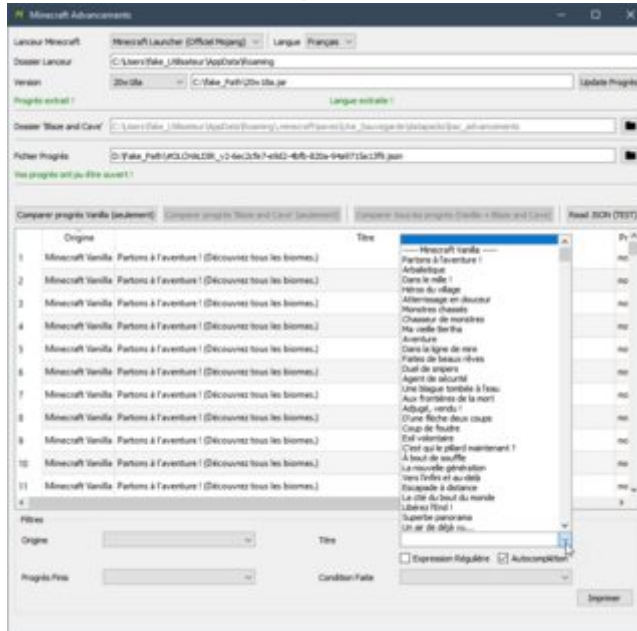 Minecraft Advancements
Lanceur Minecraft Minecraft Launcher (Officiel Mojang) Langue Français
Dossier Lanceur C:\Users\fake_Utilisateur\AppData\Roaming
Version 20w18a C:\fake_Path\20w18a.jar Update Progrès
Progrès extrait ! Langue extraite !
Dossier 'Blaze and Cave'
Fichier Progrès
Vos progrès ont pu être ouvert !
Comparer progrès Vanilla (seulement) Comparer progrès 'Blaze and Cave' (seulement) Comparer tous les progrès (Vanilla + Blaze and Cave) Read JSON (TEST)
Origine Titre
1 Minecraft Vanilla Partons à l'aventure ! (Découvrez tous les biomes.)
2 Minecraft Vanilla Partons à l'aventure ! (Découvrez tous les biomes.)
3 Minecraft Vanilla Partons à l'aventure ! (Découvrez tous les biomes.)
4 Minecraft Vanilla Partons à l'aventure ! (Découvrez tous les biomes.)
5 Minecraft Vanilla Partons à l'aventure ! (Découvrez tous les biomes.)
6 Minecraft Vanilla Partons à l'aventure ! (Découvrez tous les biomes.)
7 Minecraft Vanilla Partons à l'aventure ! (Découvrez tous les biomes.)
8 Minecraft Vanilla Partons à l'aventure ! (Découvrez tous les biomes.)
9 Minecraft Vanilla Partons à l'aventure ! (Découvrez tous les biomes.)
10 Minecraft Vanilla Partons à l'aventure ! (Découvrez tous les biomes.)
11 Minecraft Vanilla Partons à l'aventure ! (Découvrez tous les biomes.)
----- Minecraft Vanilla -----
Partons à l'aventure !
Arbalétique
Dans le mille !
Héros du village
Atterrissage en douceur
Monstres chassés
Chasseur de monstres
Ma vieille Bertha
Aventure
Dans la ligne de mire
Faites de beaux rêves
Duel de snipers
Agent de sécurité
Une blague tombée à l'eau
Aux frontières de la mort
Adjugé, vendu !
D'une flèche deux coups
Coup de foudre
Exil volontaire
C'est qui le pillard maintenant ?
À bout de souffle
La nouvelle génération
Vers l'infini et au-delà
Escapade à distance
La cité du bout du monde
Libérez l'End !
Superbe panorama
Un air de déjà vu...
Filtres
Origine Titre
Expression Régulière Autocomplétion
Progrès Finis Condition Faite
Imprimer